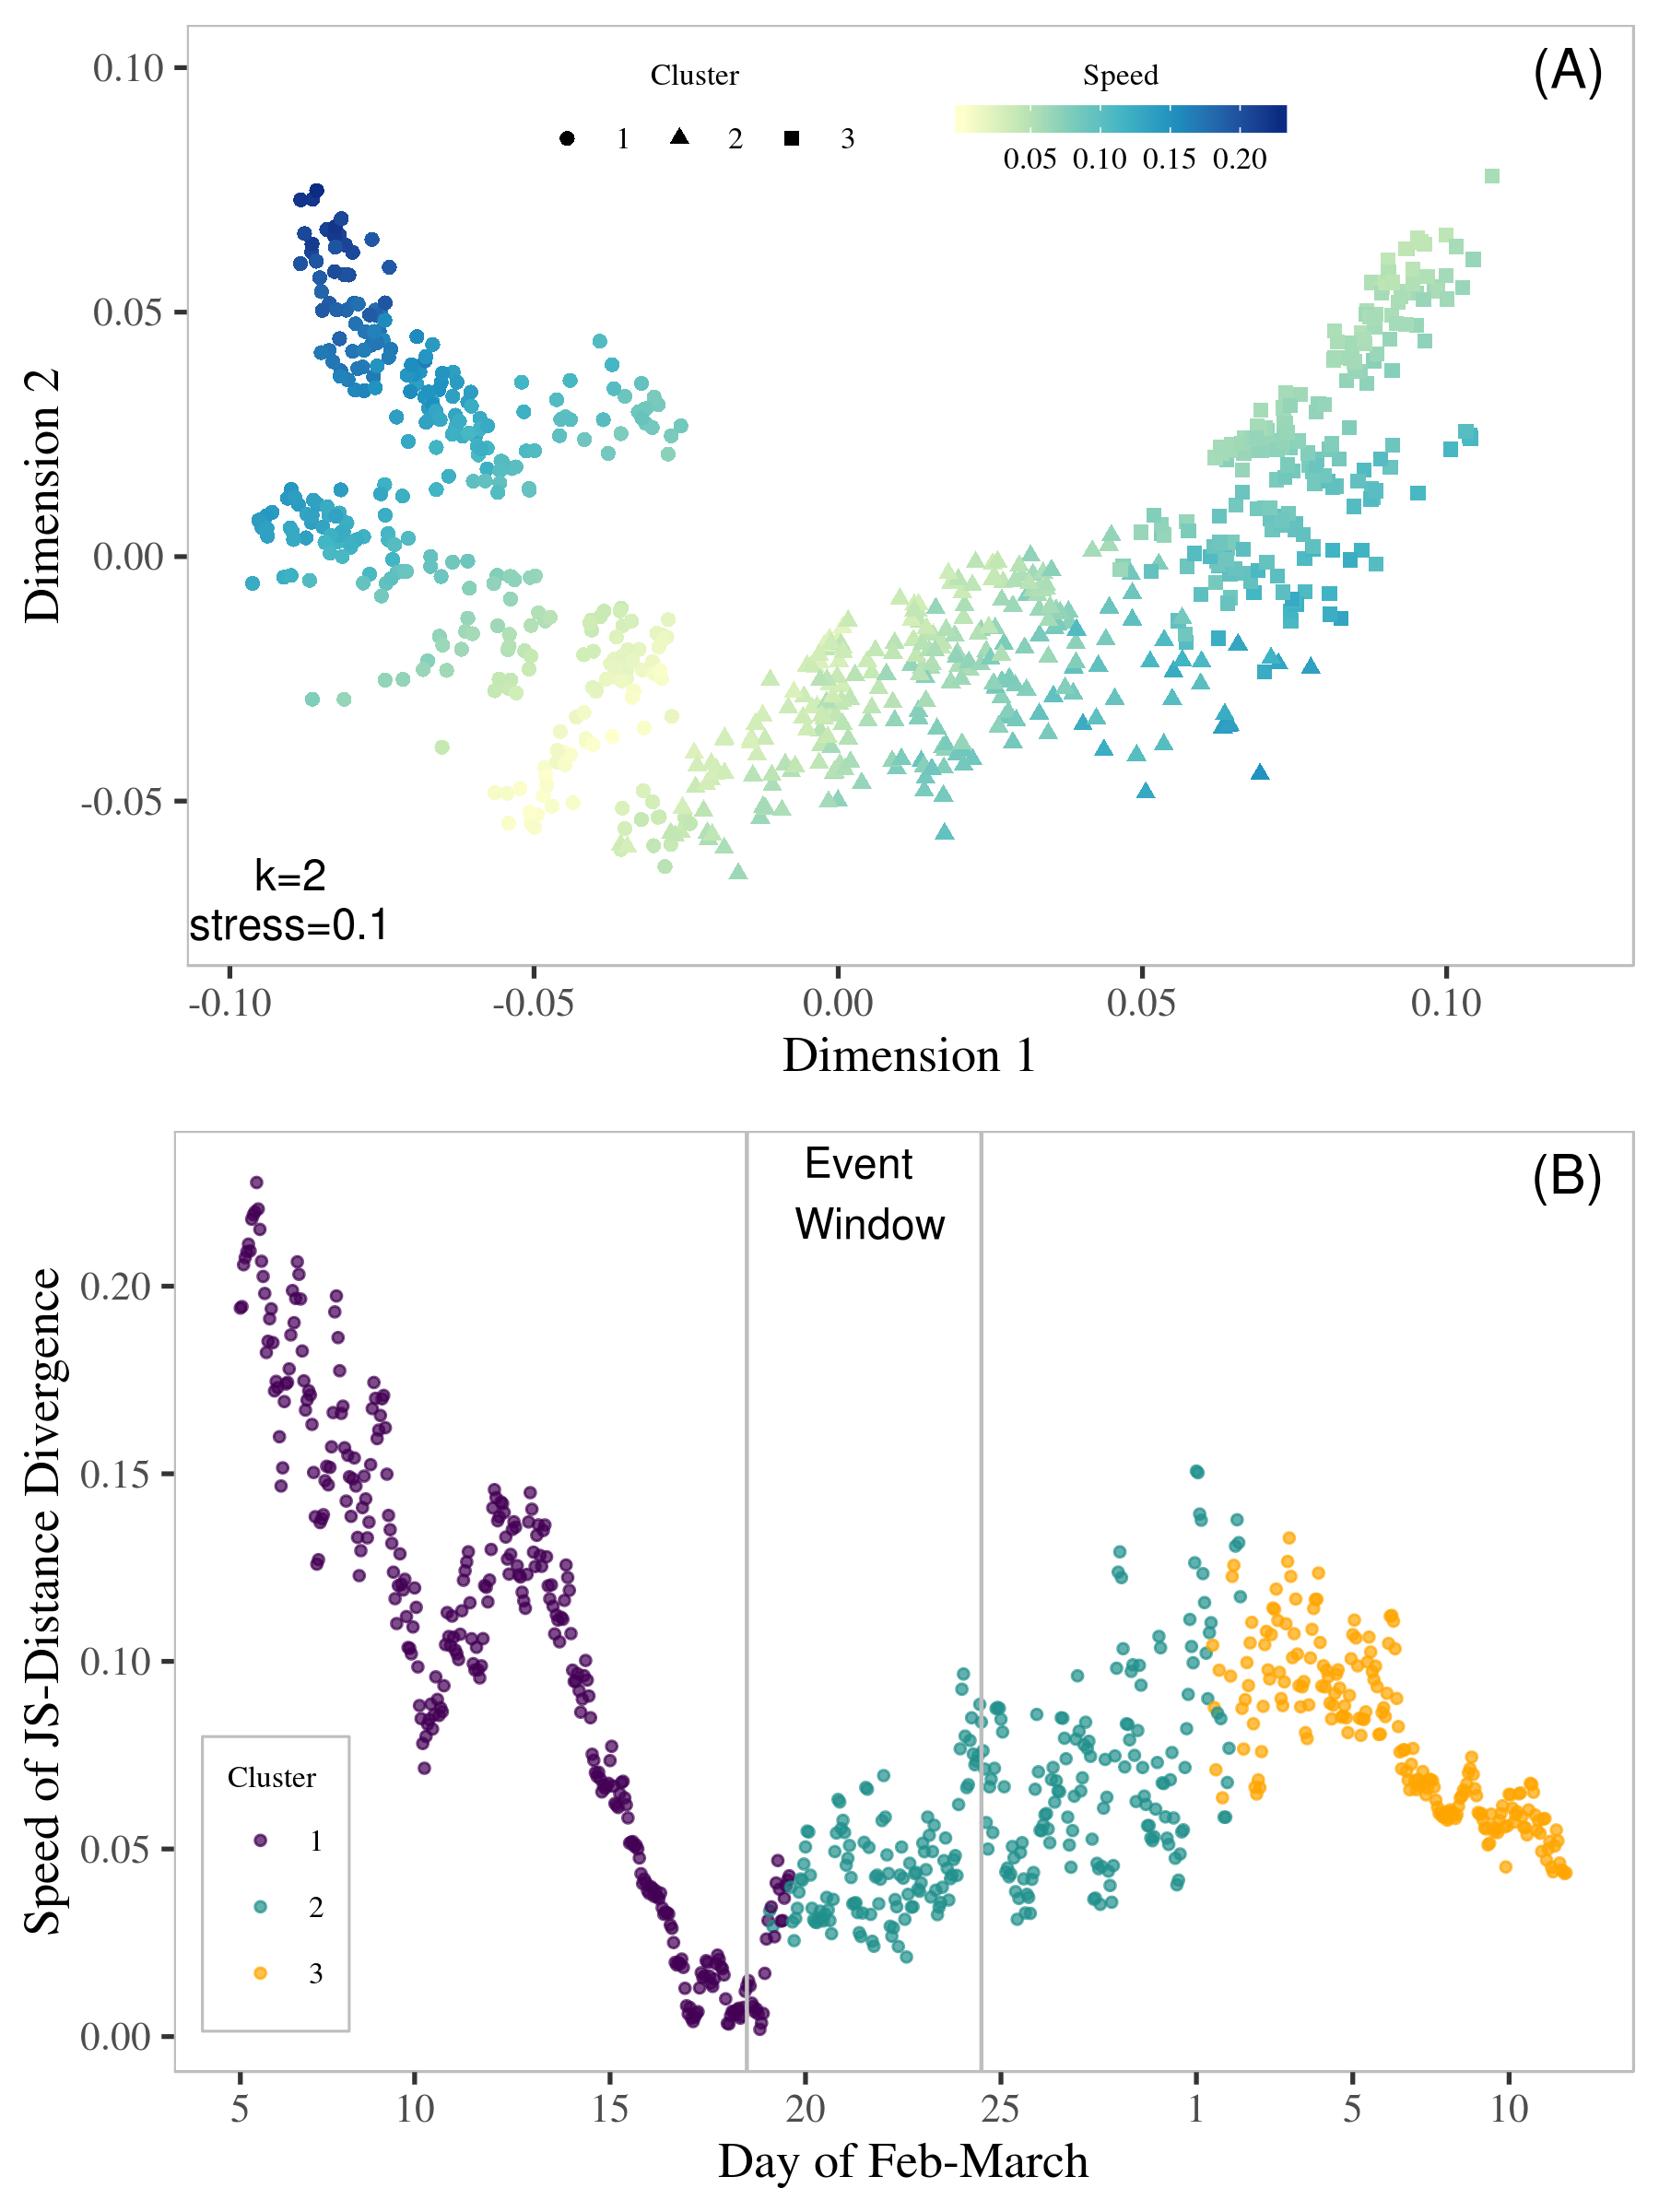 (A)
Cluster
1 2 3
Speed
0.05 0.10 0.15 0.20
0.10
0.05
0.00
-0.05
Dimension 2
k=2
stress=0.1
-0.10 -0.05 0.00 0.05 0.10
Dimension 1
(B)
Event
Window
0.20
0.15
0.10
0.05
0.00
Speed of JS-Distance Divergence
Cluster
1
2
3
5 10 15 20 25 1 5 10
Day of Feb-March